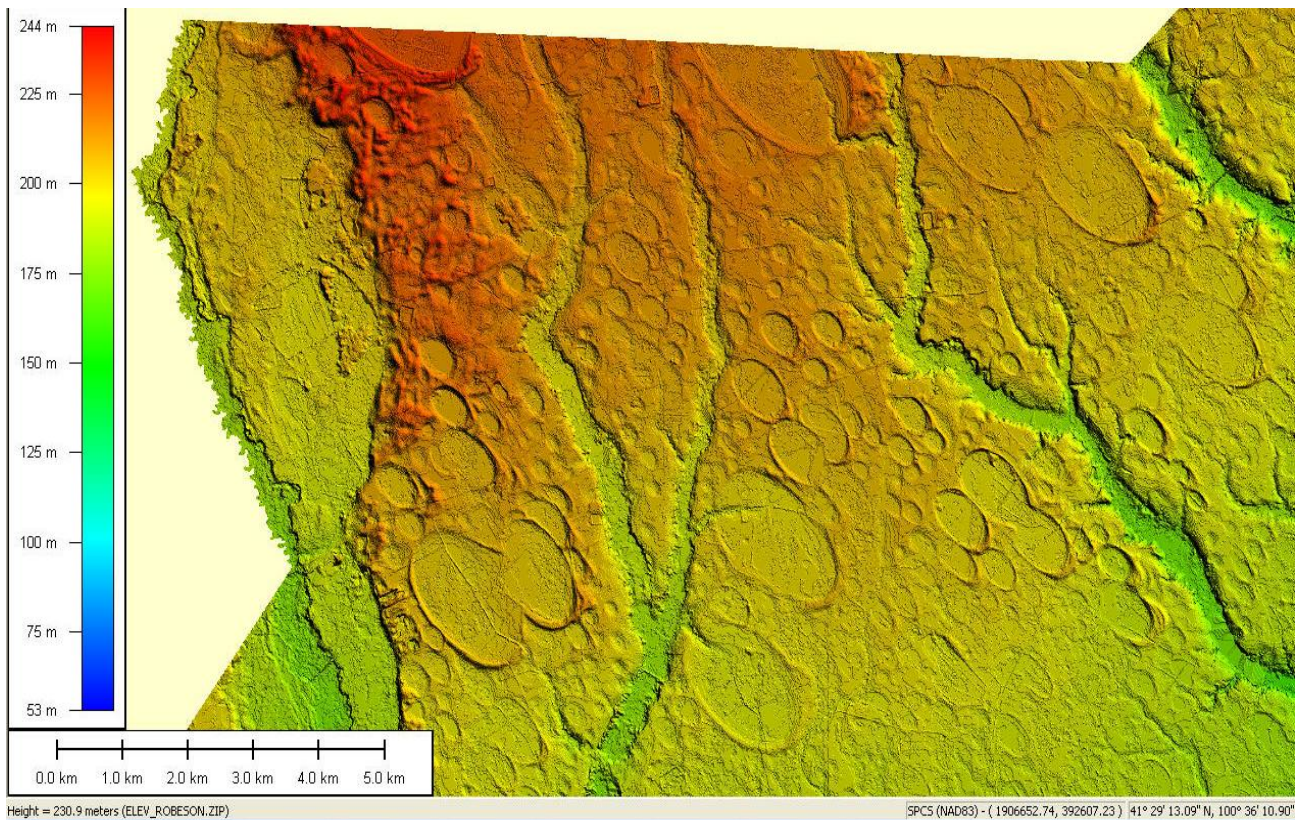 244 m
225 m
200 m
175 m
150 m
125 m
100 m
75 m
53 m
0.0 km 1.0 km 2.0 km 3.0 km 4.0 km 5.0 km
Height = 230.9 meters (ELEV_ROBESON.ZIP) SPCS (NAD83) - ( 1906652.74, 392607.23 ) 41° 29' 13.09" N, 100° 36' 10.90"